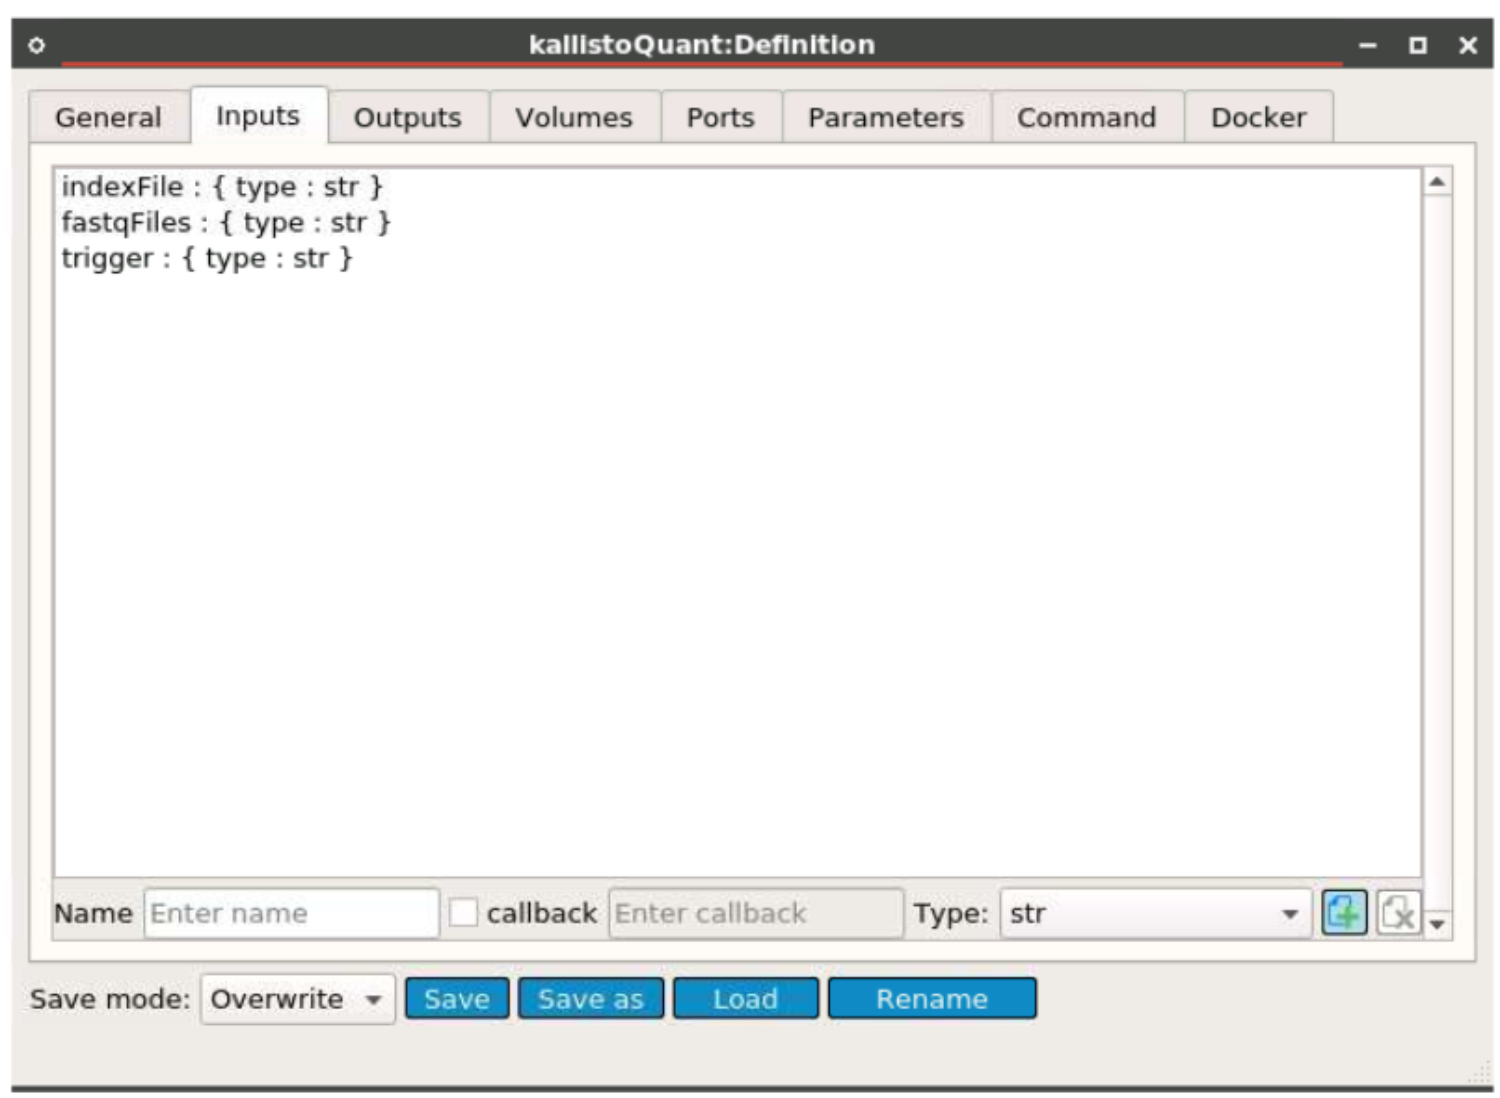 kallistoQuant:Definition
General Inputs Outputs Volumes Ports Parameters Command Docker
indexFile : { type : str }
fastqFiles : { type : str }
trigger : { type : str }
Name Enter name callback Enter callback Type: str
Save mode: Overwrite Save Save as Load Rename